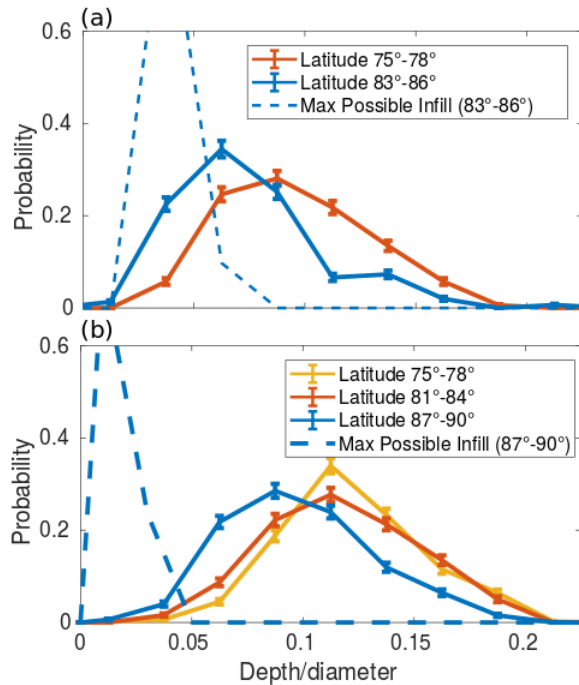 (a)
0.6
Latitude 75°-78°
Latitude 83°-86°
Max Possible Infill (83°-86°)
0.4
Probability
0.2
0
(b)
0.6
Latitude 75°-78°
Latitude 81°-84°
Latitude 87°-90°
Max Possible Infill (87°-90°)
0.4
Probability
0.2
0
0 0.05 0.1 0.15 0.2
Depth/diameter